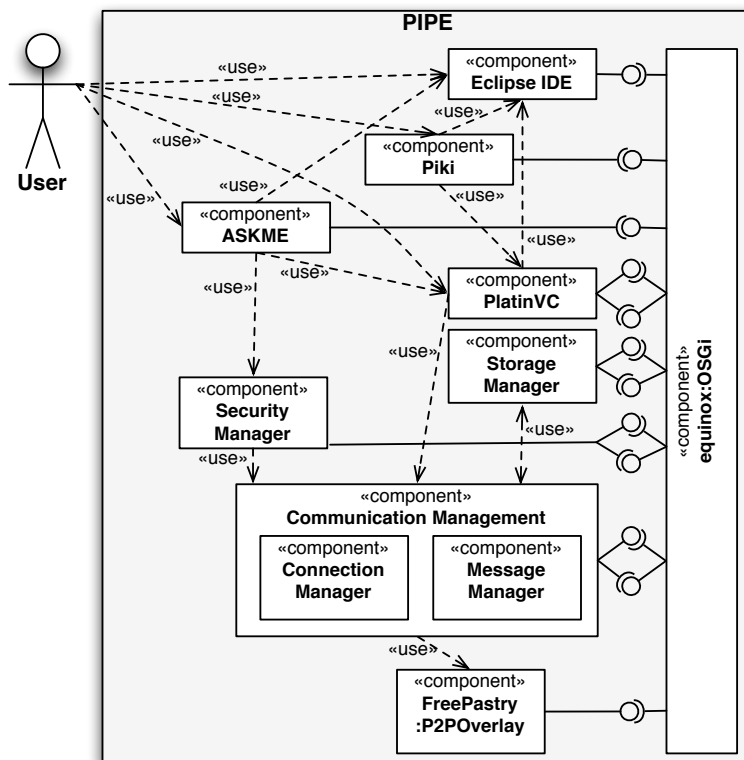 PIPE
«component»
Eclipse IDE
«use»
«use»
«use»
User
«component»
Piki
«use»
«use»
«use»
«component»
ASKME
«use»
«use»
«use»
«use»
«component»
PlatinVC
«use»
«component»
Storage
Manager
«component»
equinox:OSGi
«component»
Security
Manager
«use»
«use»
«component»
Communication Management
«component»
Connection
Manager
«component»
Message
Manager
«use»
«component»
FreePastry
:P2POverlay